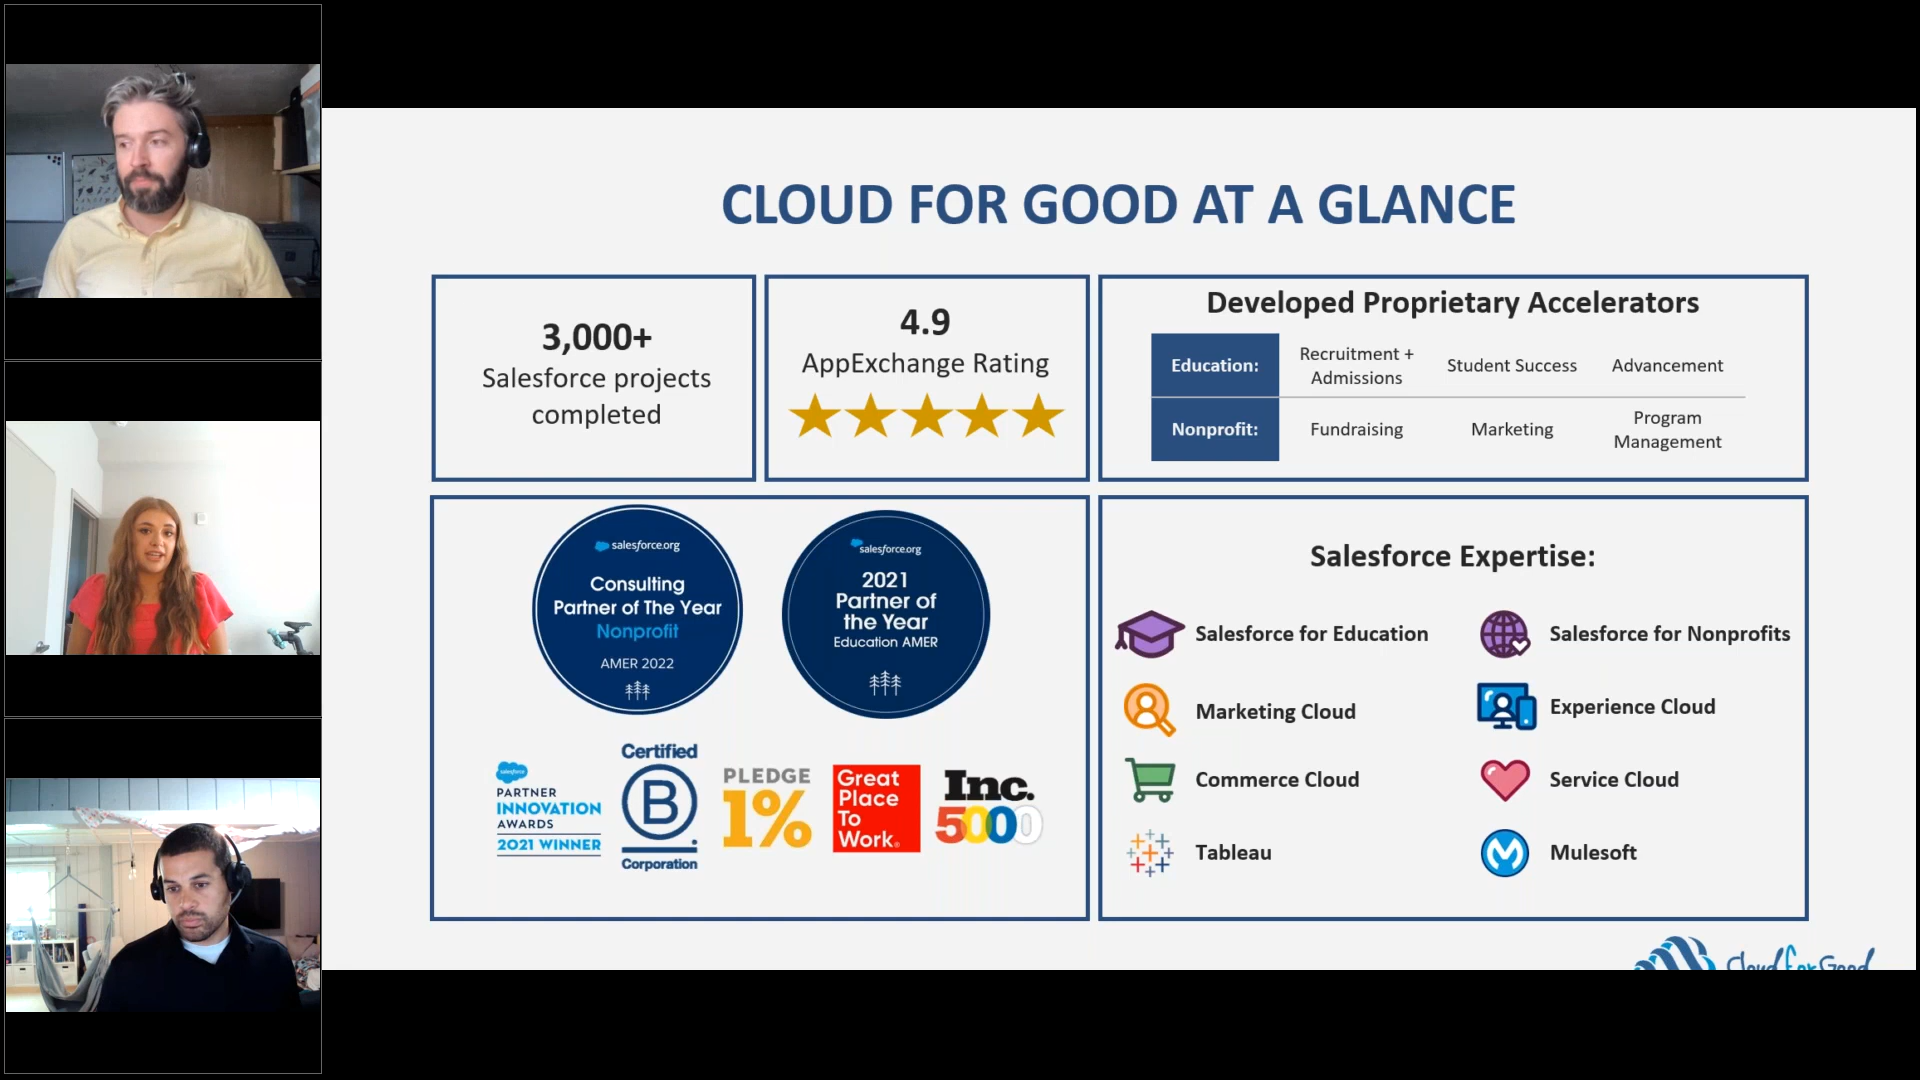 CLOUD FOR GOOD AT A GLANCE
3,000+
Salesforce projects
completed
4.9
AppExchange Rating
Developed Proprietary Accelerators
Education:
Recruitment +
Admissions
Student Success
Advancement
Nonprofit:
Fundraising
Marketing
Program
Management
salesforce.org
Consulting
Partner of The Year
Nonprofit
AMER 2022
salesforce.org
2021
Partner of
the Year
Education AMER
salesforce
PARTNER
INNOVATION
AWARDS
2021 WINNER
Certified
B
Corporation
PLEDGE
1%
Great
Place
To
Work.
Inc.
5000
Salesforce Expertise:
Salesforce for Education
Salesforce for Nonprofits
Marketing Cloud
Experience Cloud
Commerce Cloud
Service Cloud
Tableau
Mulesoft
Cloud for Good